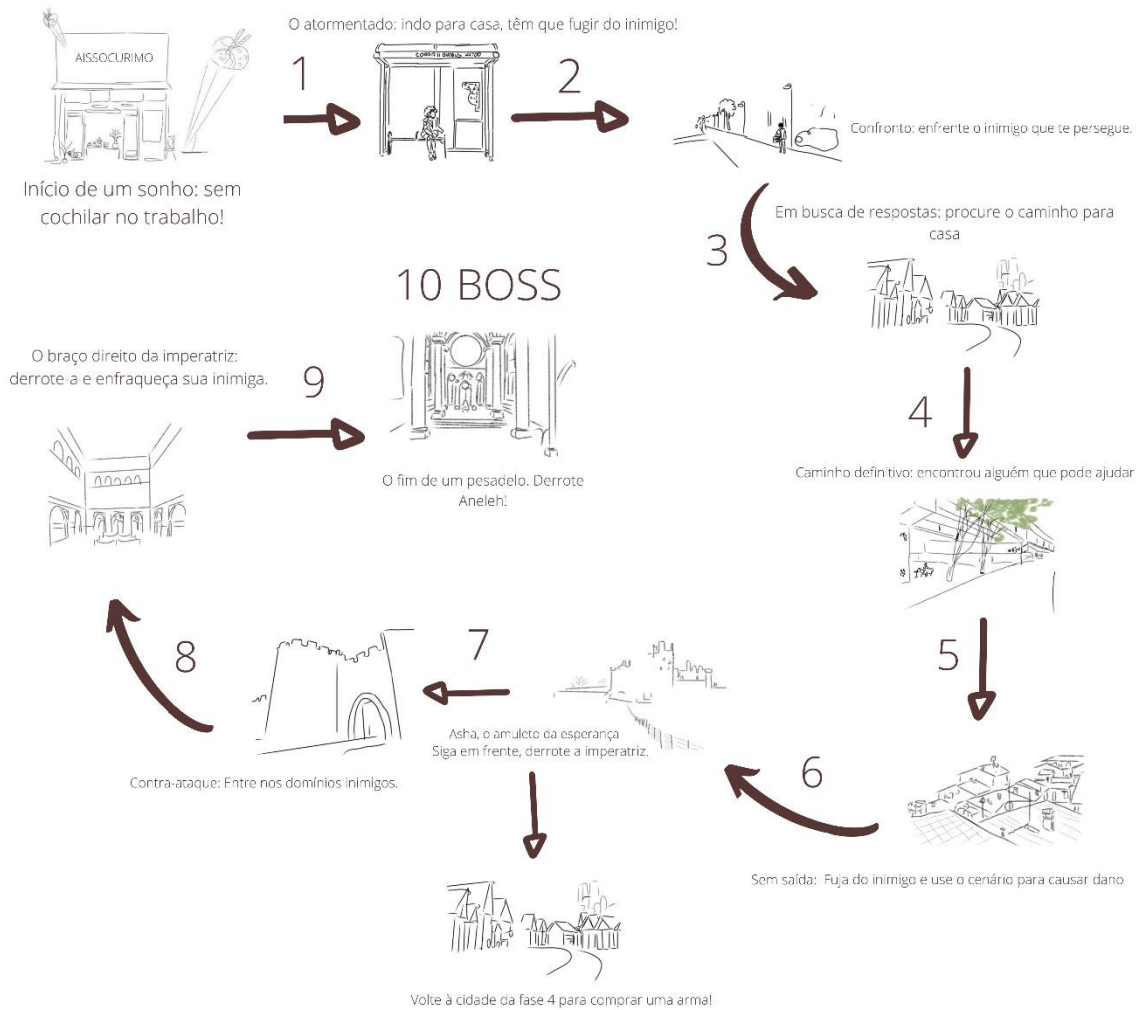 AISSOCURIMO
Início de um sonho: sem
cochilar no trabalho!
1
O atormentado: indo para casa, têm que fugir do inimigo!
2
Confronto: enfrente o inimigo que te persegue.
3
Em busca de respostas: procure o caminho para
casa
4
Caminho definitivo: encontrou alguém que pode ajudar
5
Sem saída: Fuja do inimigo e use o cenário para causar dano
6
Asha, o amuleto da esperança
Siga em frente, derrote a imperatriz.
7
Volte à cidade da fase 4 para comprar uma arma!
Contra-ataque: Entre nos domínios inimigos.
8
O braço direito da imperatriz:
derrote-a e enfraqueça sua inimiga.
9
10 BOSS
O fim de um pesadelo. Derrote
Aneleh!